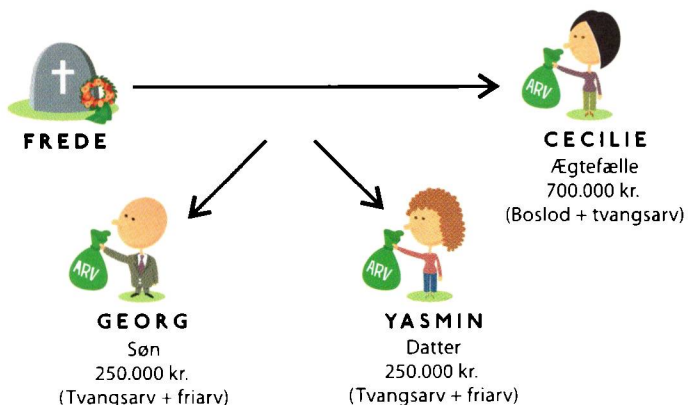 ARV
FREDE
CECILIE
Ægtefælle
700.000 kr.
(Boslod + tvangsarv)
ARV
GEORG
Søn
250.000 kr.
(Tvangsarv + friarv)
ARV
YASMIN
Datter
250.000 kr.
(Tvangsarv + friarv)